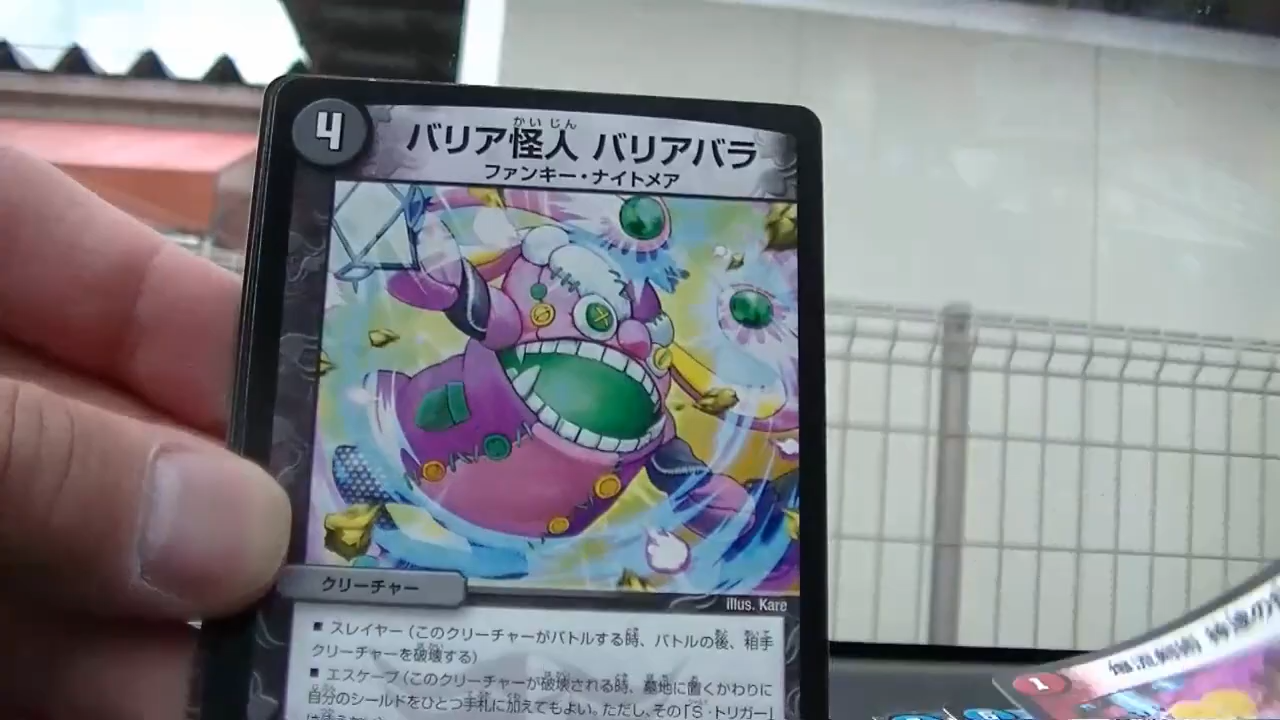 4
かいじん
バリア怪人 バリアバラ
ファンキー・ナイトメア
クリーチャー
illus. Kare
■ スレイヤー(このクリーチャーがバトルする時、バトルの後、相手
クリーチャーを破壊する)
■ エスケープ(このクリーチャーが破壊される時、墓地に置くかわりに
自分のシールドをひとつ手札に加えてもよい。ただし、その「S・トリガー」
1